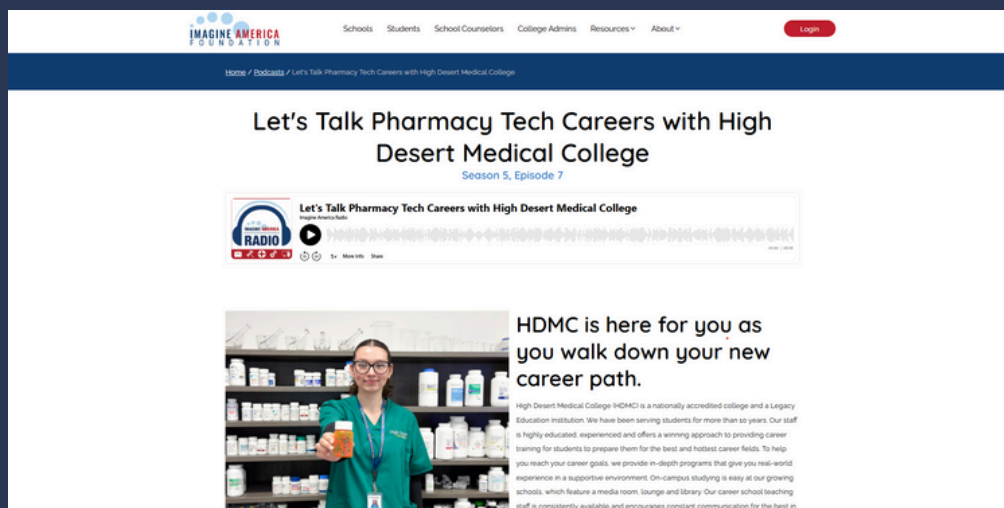 IMAGINE AMERICA
FOUNDATION
Schools Students School Counselors College Admins Resources About
Login
Home / Podcasts / Let's Talk Pharmacy Tech Careers with High Desert Medical College
Let's Talk Pharmacy Tech Careers with High
Desert Medical College
Season 5, Episode 7
Let's Talk Pharmacy Tech Careers with High Desert Medical College
Imagine America Radio
IMAGINE AMERICA
RADIO
1x More Info Share
HDMC is here for you as
you walk down your new
career path.
High Desert Medical College (HDMC) is a nationally accredited college and a Legacy
Education Institution. We have been serving students for more than 10 years. Our staff
is highly educated, experienced and offers a winning approach to providing career
training for students to prepare them for the best and hottest career fields. To help
you reach your career goals, we provide in-depth programs that give you real-world
experience in a supportive environment. On-campus studying is easy at our growing
schools, which feature a media room, lounge and library. Our career school teaching
staff is consistently available and encourages constant communication for the best in